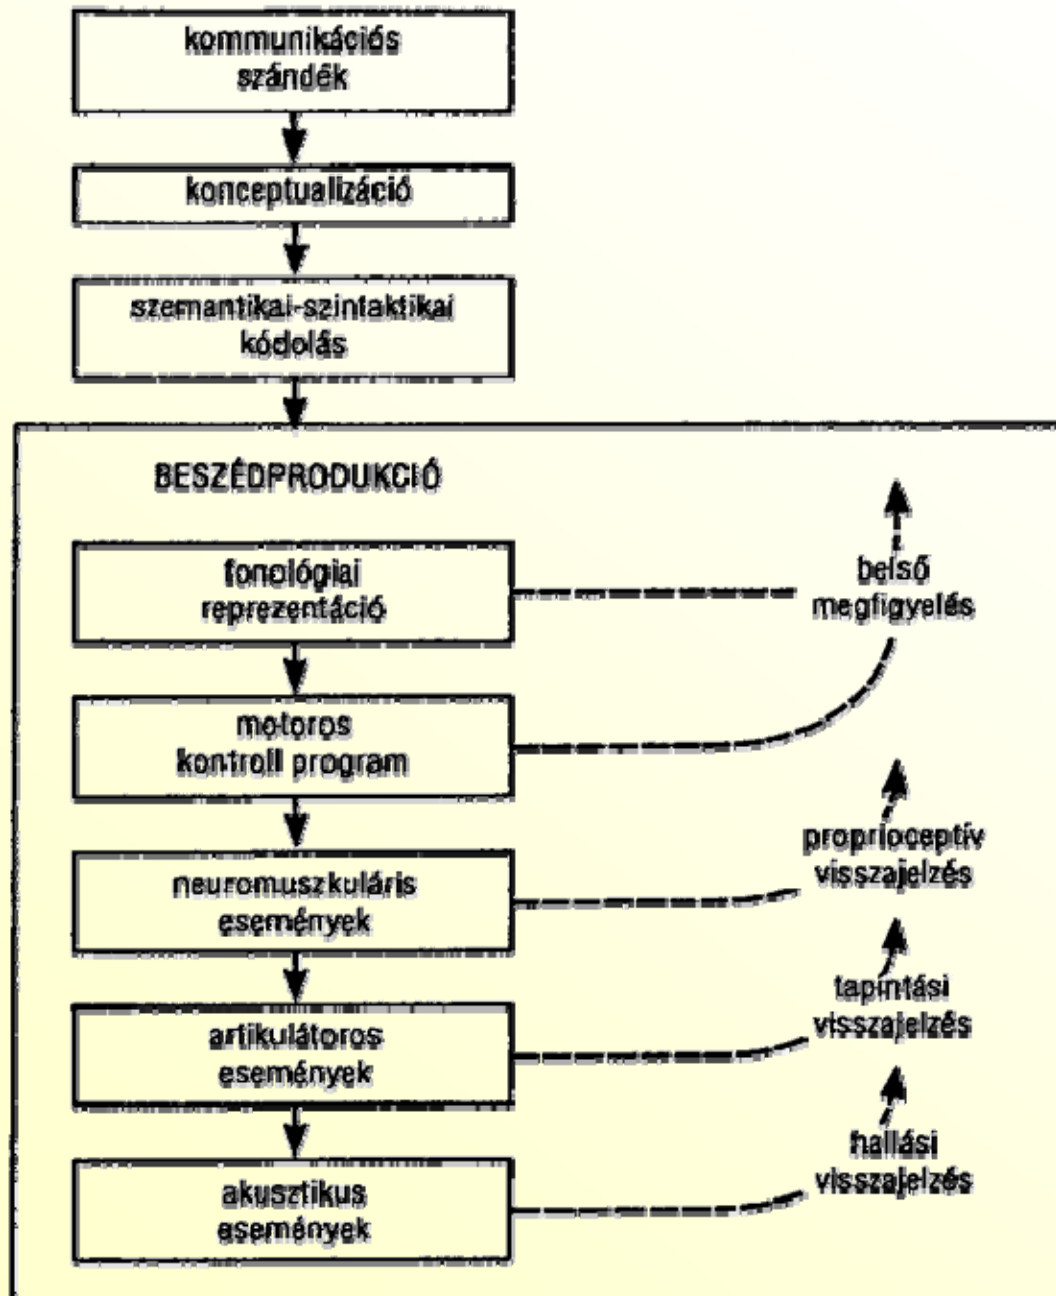 kommunikációs
szándék
konceptualizáció
szemantikai-szintaktikai
kódolás
BESZÉDPRODUKCIÓ
fonológiai
reprezentáció
belső
megfigyelés
motoros
kontroll program
proprioceptív
visszajelzés
neuromuszkuláris
események
tapintási
visszajelzés
artikulátoros
események
hallási
visszajelzés
akusztikus
események